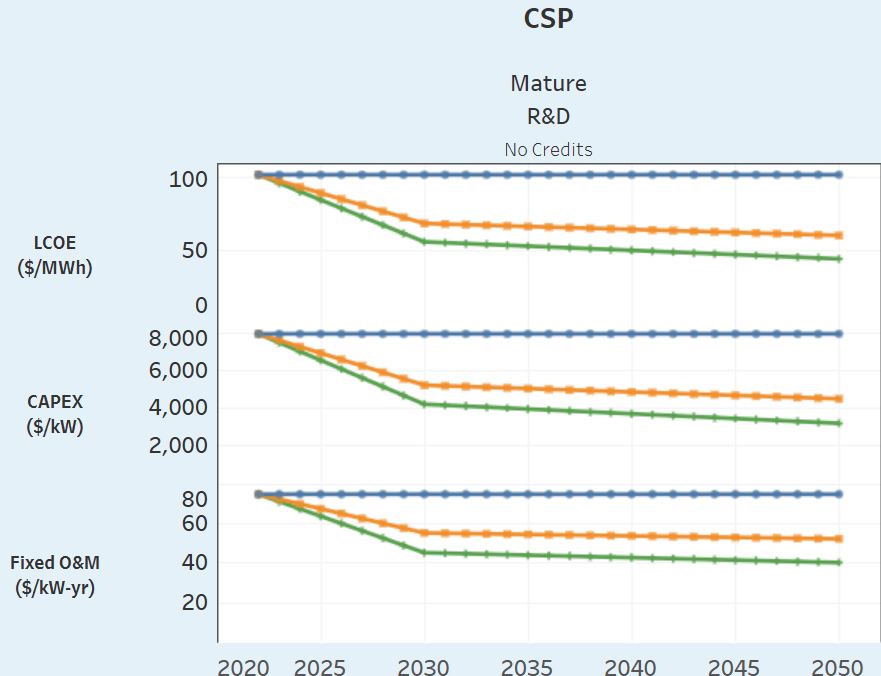 CSP
Mature
R&D
No Credits
LCOE
($/MWh)
100
50
0
CAPEX
($/kW)
8,000
6,000
4,000
2,000
Fixed O&M
($/kW-yr)
80
60
40
20
2020 2025 2030 2035 2040 2045 2050